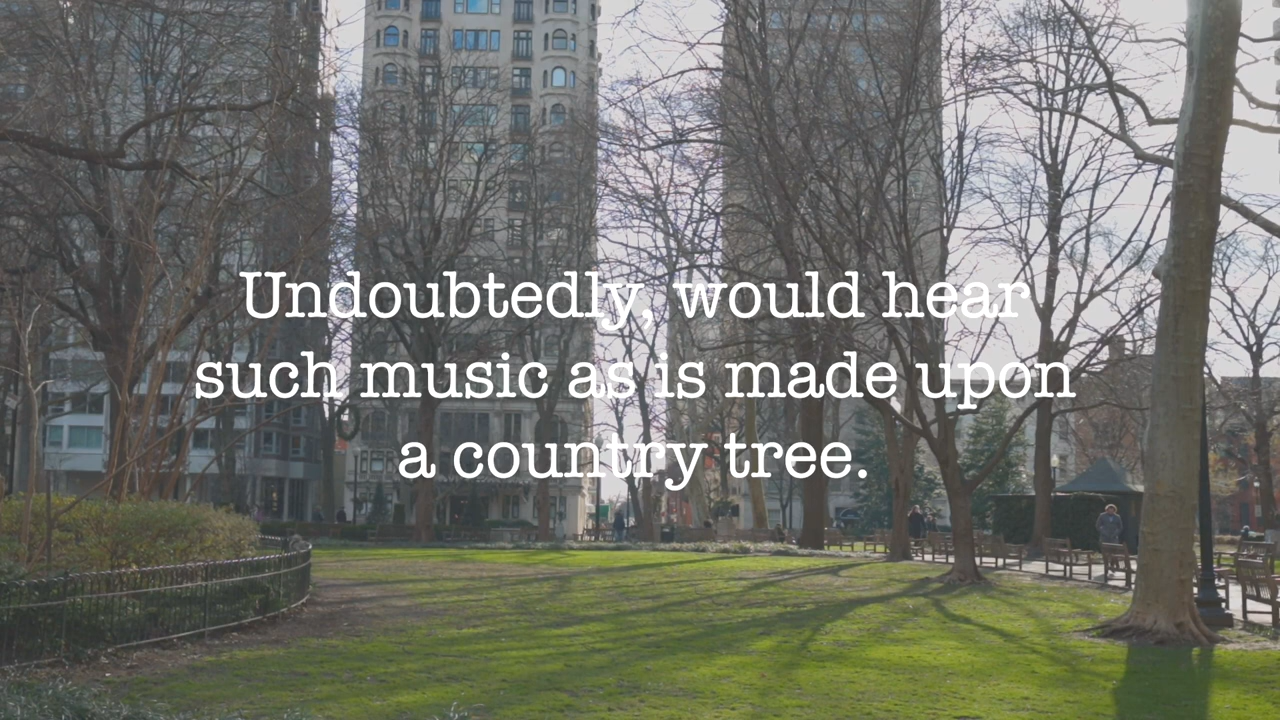 Undoubtedly, would hear
such music as is made upon
a country tree.